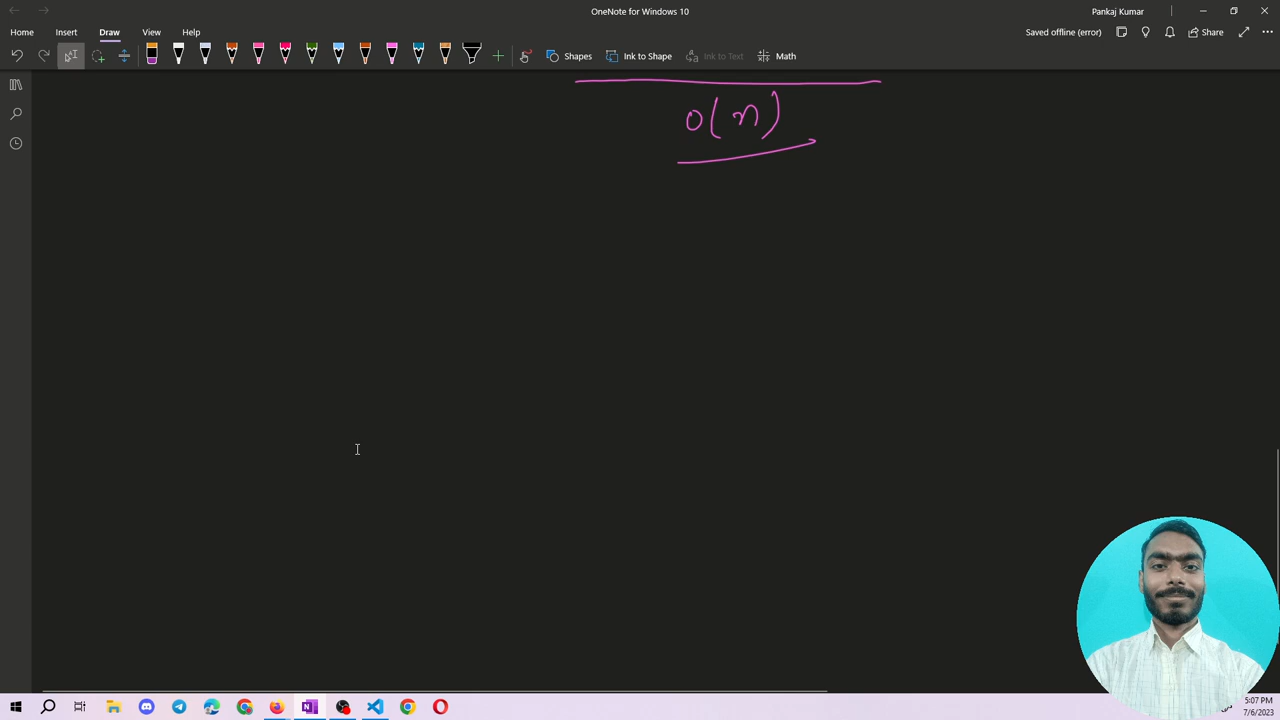 OneNote for Windows 10
Pankaj Kumar
Home
Insert
Draw
View
Help
Saved offline (error)
Share
Shapes
Ink to Shape
Ink to Text
Math
O(n)
5:07 PM
7/6/2023